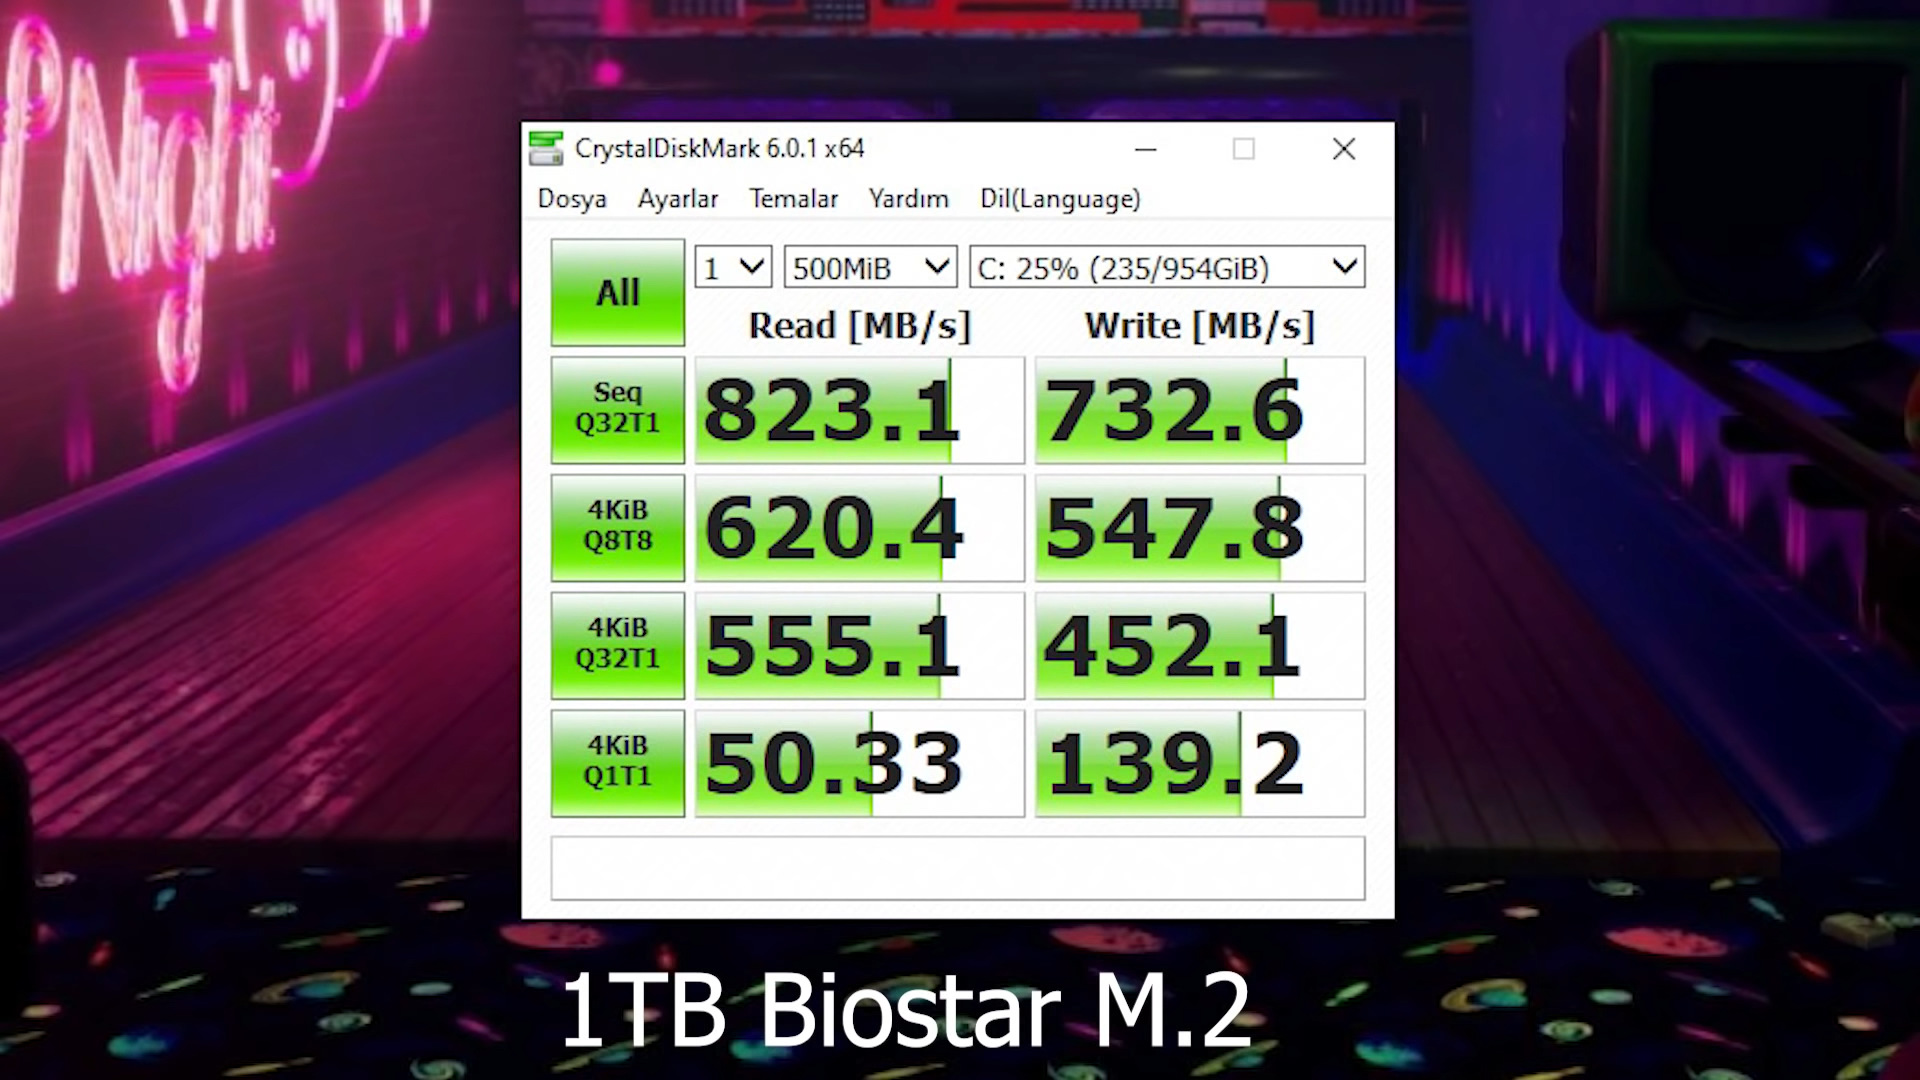 Night
CrystalDiskMark 6.0.1 x64
Dosya Ayarlar Temalar Yardım Dil(Language)
All 1 500MiB C: 25% (235/954GiB)
Read [MB/s] Write [MB/s]
Seq
Q32T1
823.1 732.6
4KiB
Q8T8
620.4 547.8
4KiB
Q32T1
555.1 452.1
4KiB
Q1T1
50.33 139.2
1TB Biostar M.2